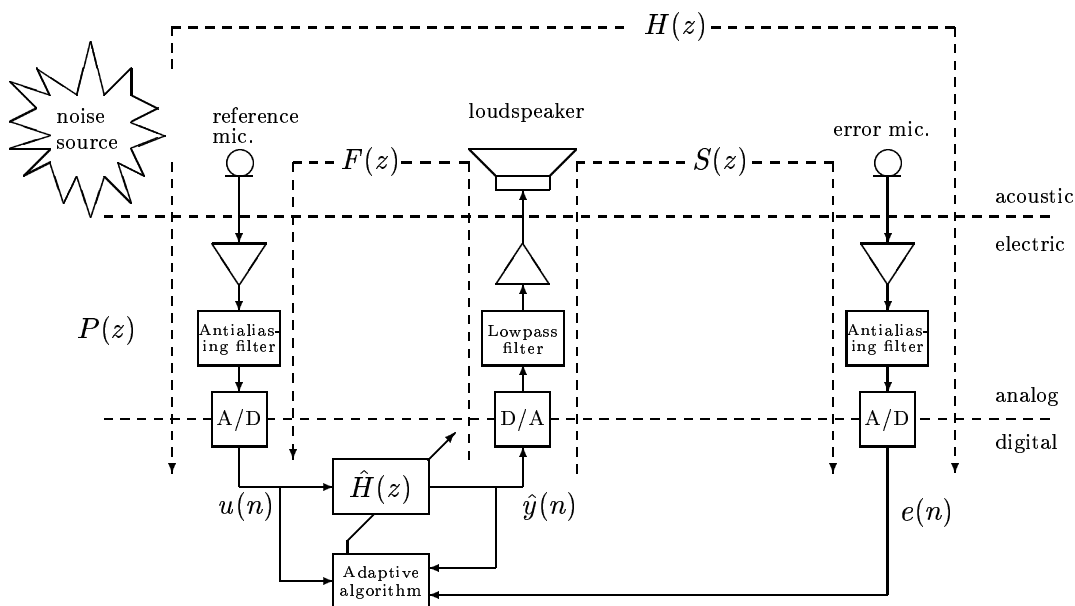 H(z)
noise
source
reference
mic.
loudspeaker
error mic.
F(z)
S(z)
acoustic
electric
P(z)
Antialias-
ing filter
Lowpass
filter
Antialias-
ing filter
analog
A/D
D/A
A/D
digital
Ĥ(z)
u(n)
ŷ(n)
e(n)
Adaptive
algorithm